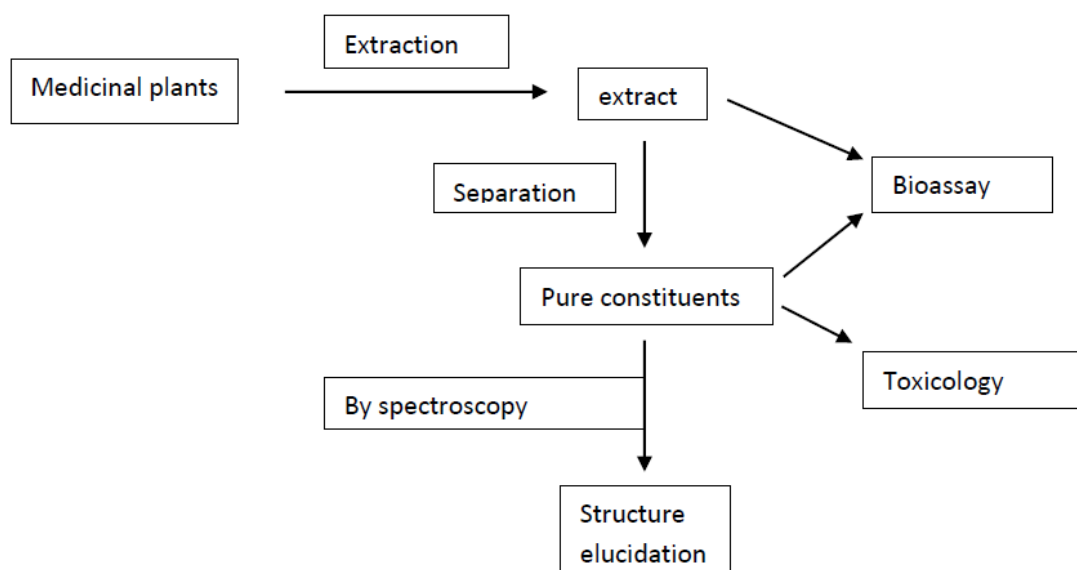 Extraction
Medicinal plants
extract
Separation
Bioassay
Pure constituents
Toxicology
By spectroscopy
Structure
elucidation